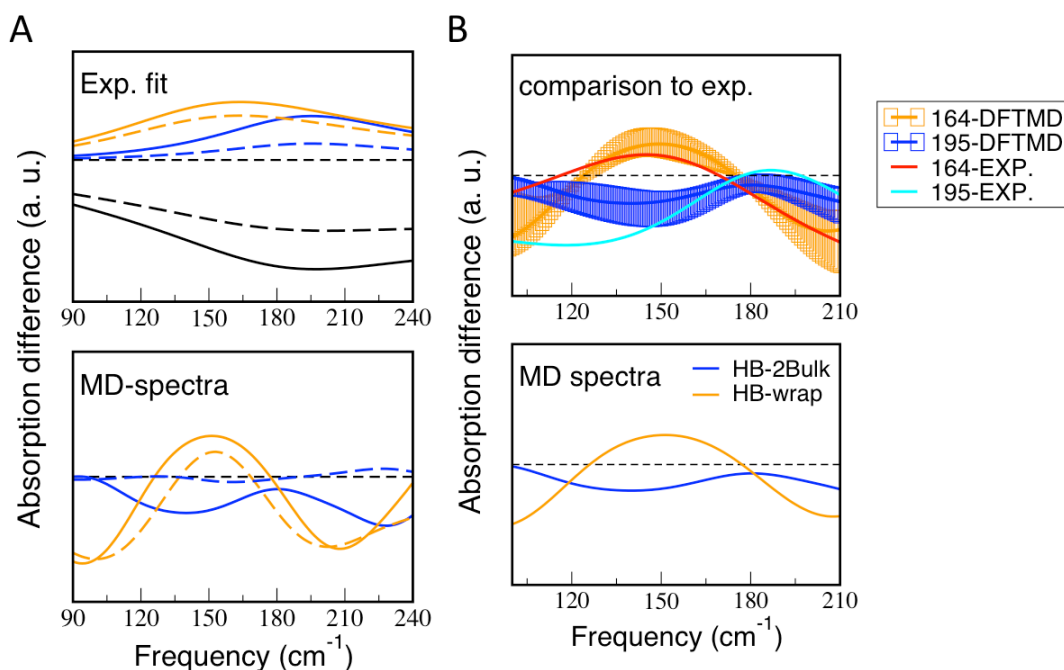 A
B
Absorption difference (a. u.)
Exp. fit
90 120 150 180 210 240
MD-spectra
90 120 150 180 210 240
Frequency (cm-1)
Absorption difference (a. u.)
comparison to exp.
120 150 180 210
MD spectra
HB-2Bulk
HB-wrap
120 150 180 210
Frequency (cm-1)
164-DFTMD
195-DFTMD
164-EXP.
195-EXP.